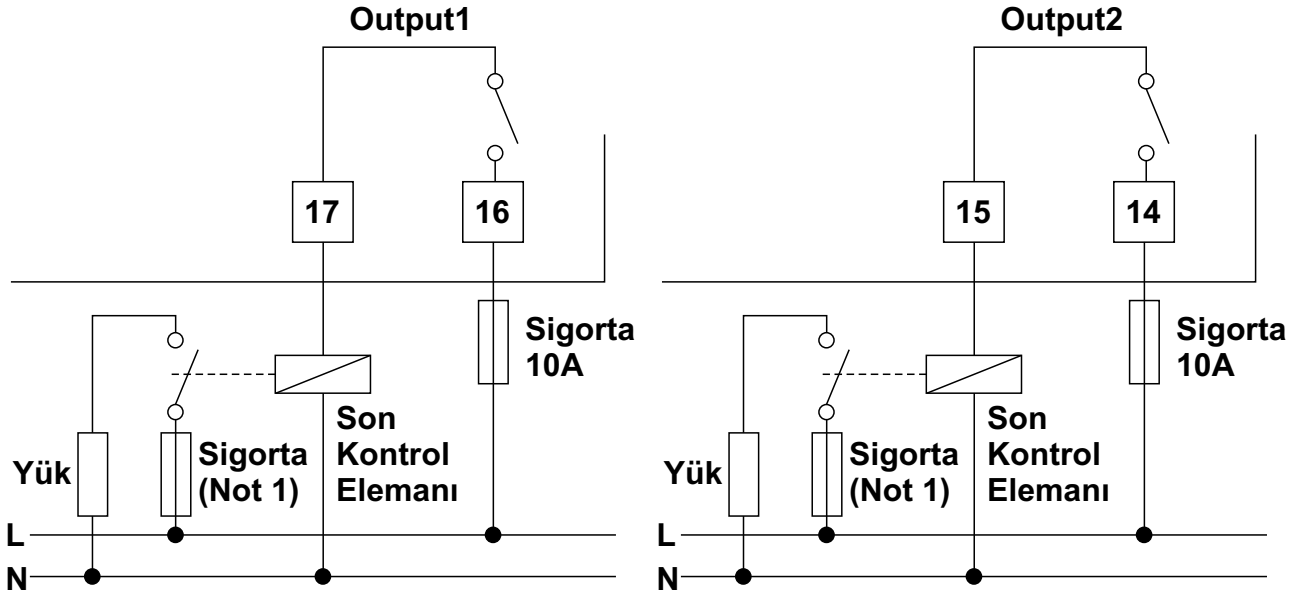 Output1
17
16
Sigorta
10A
Son
Kontrol
Elemanı
Sigorta
(Not 1)
Yük
L
N
Output2
15
14
Sigorta
10A
Son
Kontrol
Elemanı
Sigorta
(Not 1)
Yük
L
N